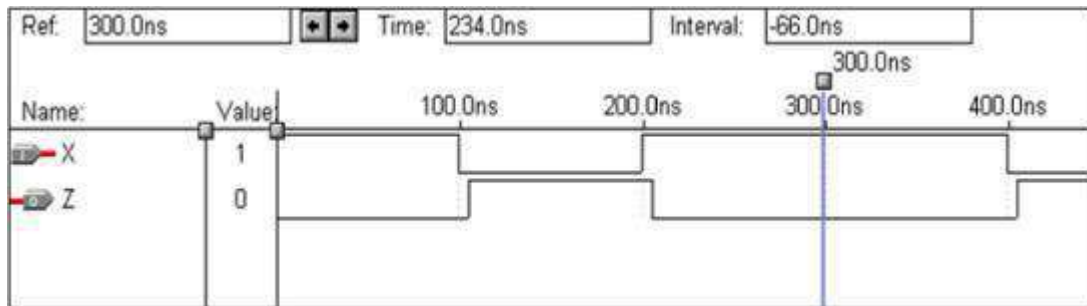 Ref: 300.0ns Time: 234.0ns Interval: -66.0ns
300.0ns
Name: Value: 100.0ns 200.0ns 300.0ns 400.0ns
X 1
Z 0